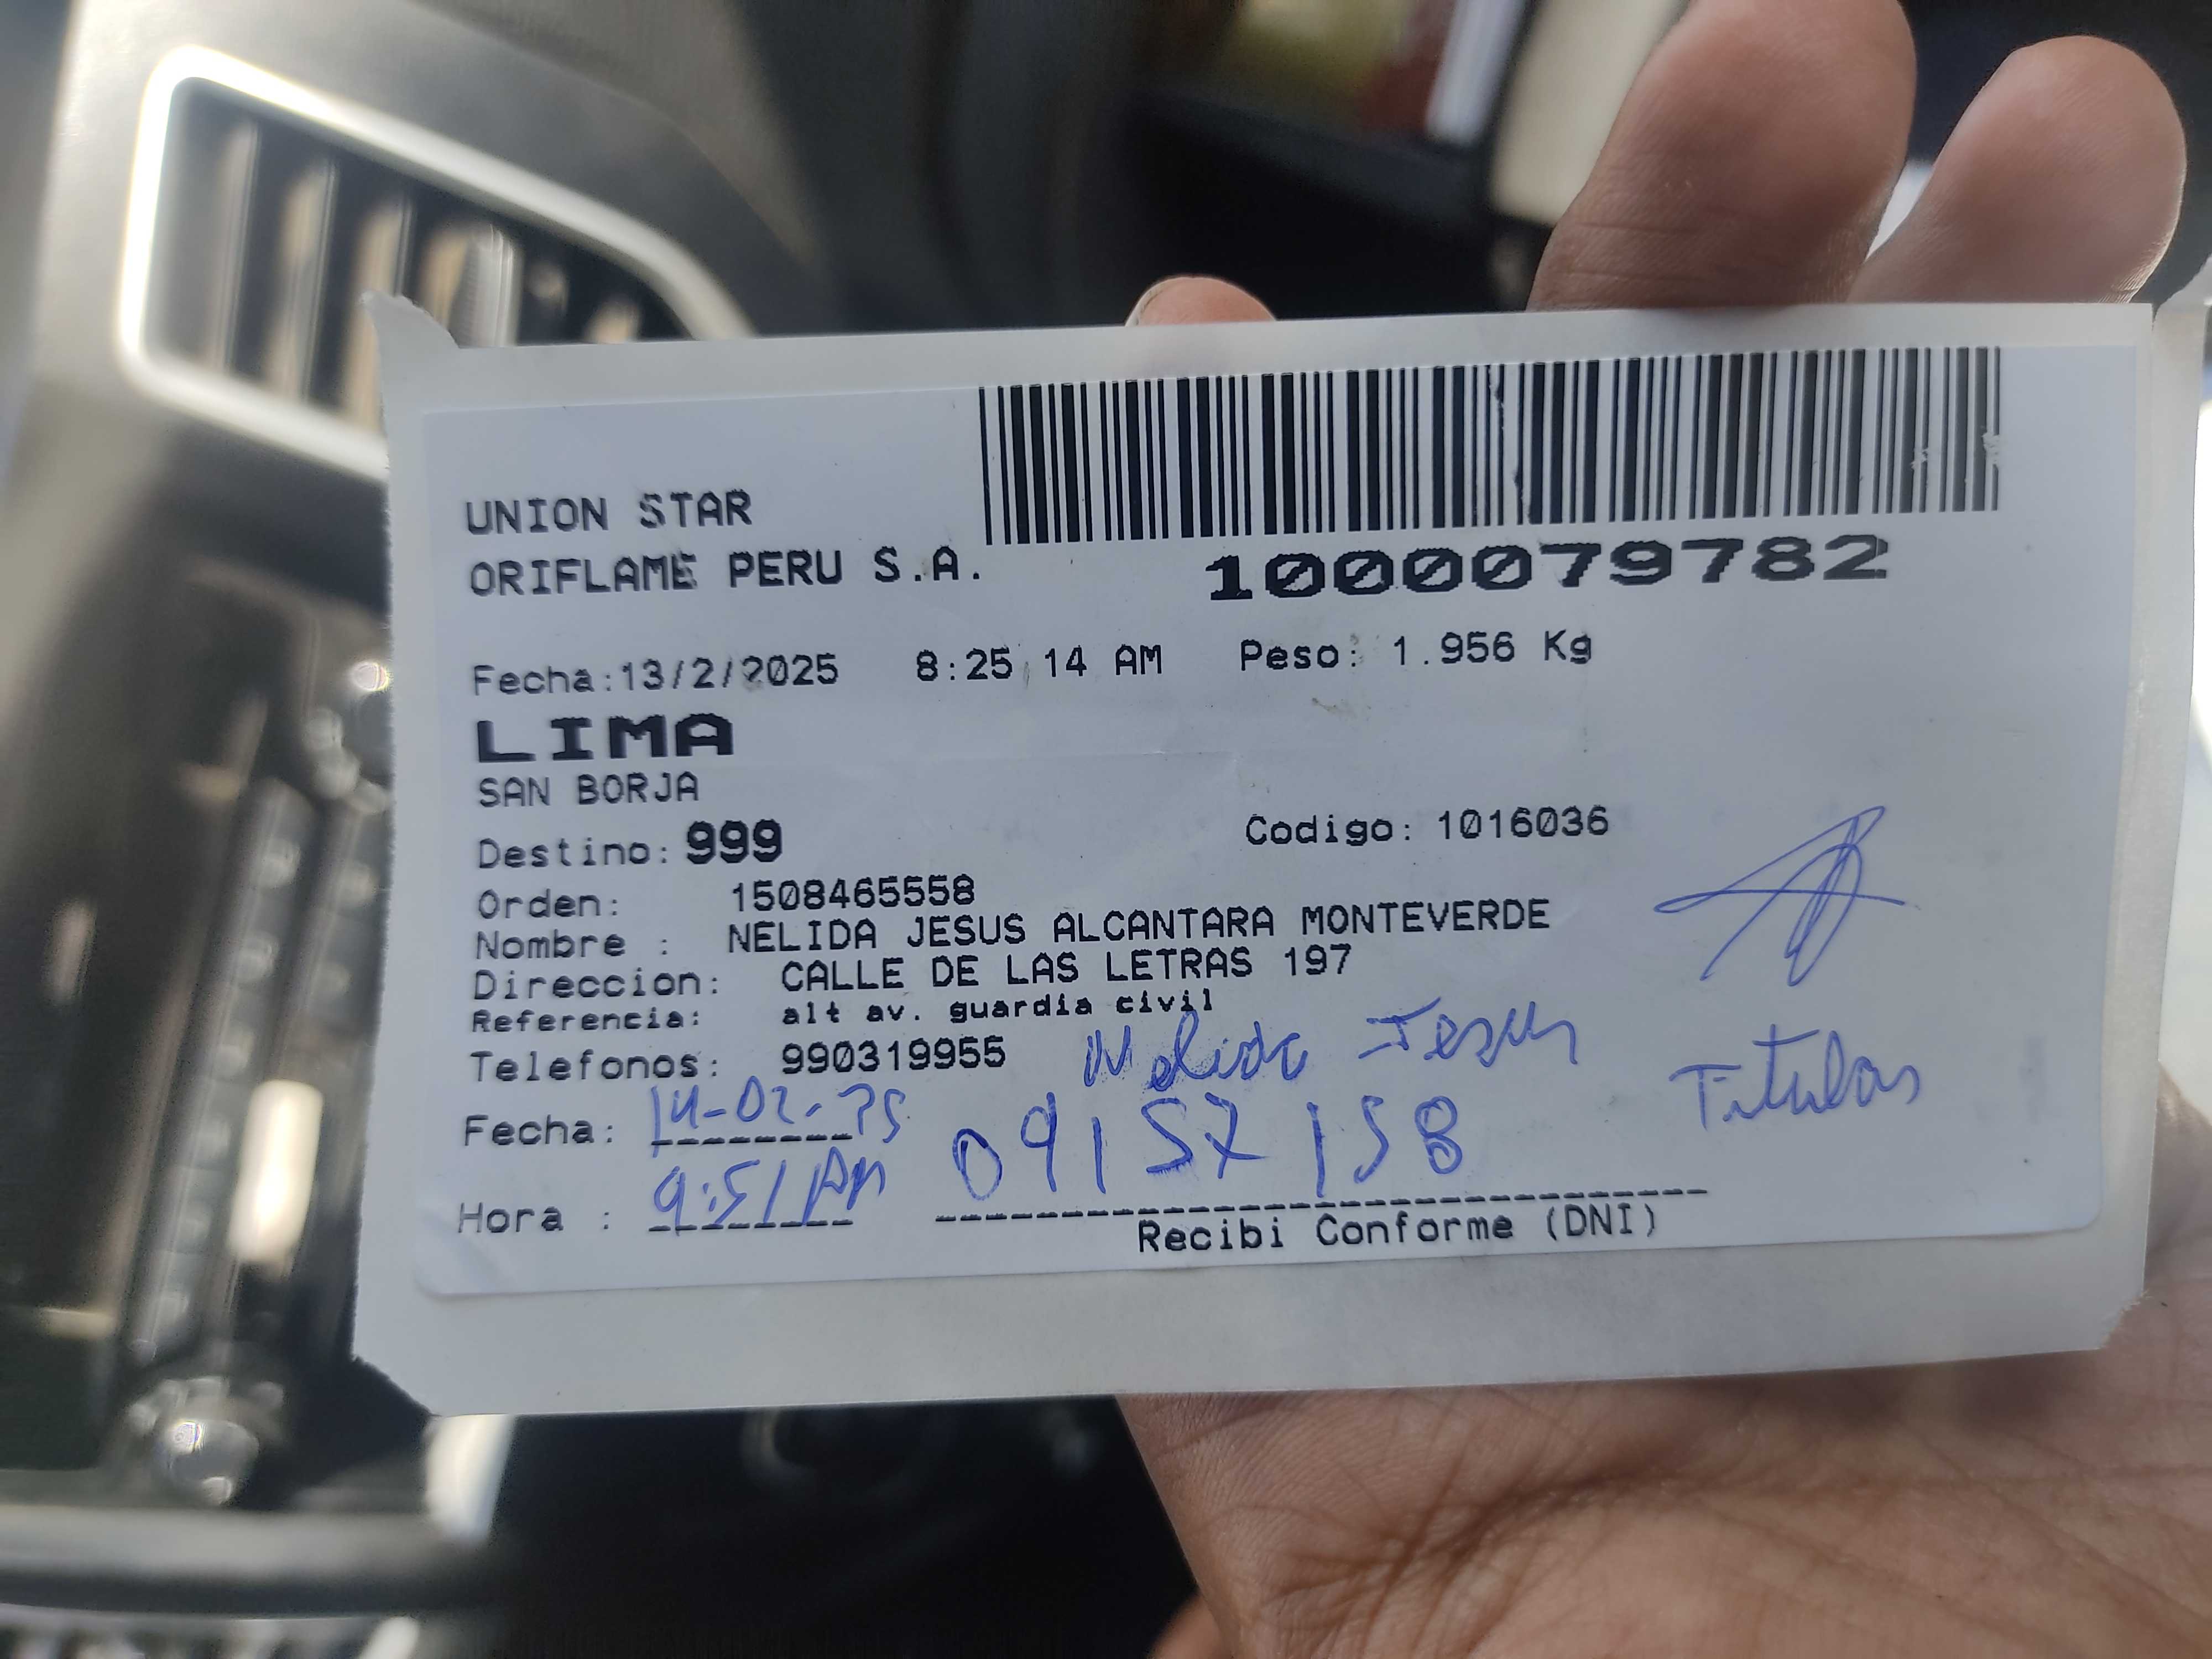 UNION STAR
ORIFLAME PERU S.A.
1000079782
Fecha:13/2/2025 8:25 14 AM Peso: 1.956 Kg
LIMA
SAN BORJA
Destino: 999 Codigo: 1016036
Orden: 1508465558
Nombre : NELIDA JESUS ALCANTARA MONTEVERDE
Direccion: CALLE DE LAS LETRAS 197
Referencia: alt av. guardia civil
Telefonos: 990319955 Nelida Jesus Titular
Fecha: 14-02-25 09157158
Hora : 9:51 AM
Recibi Conforme (DNI)